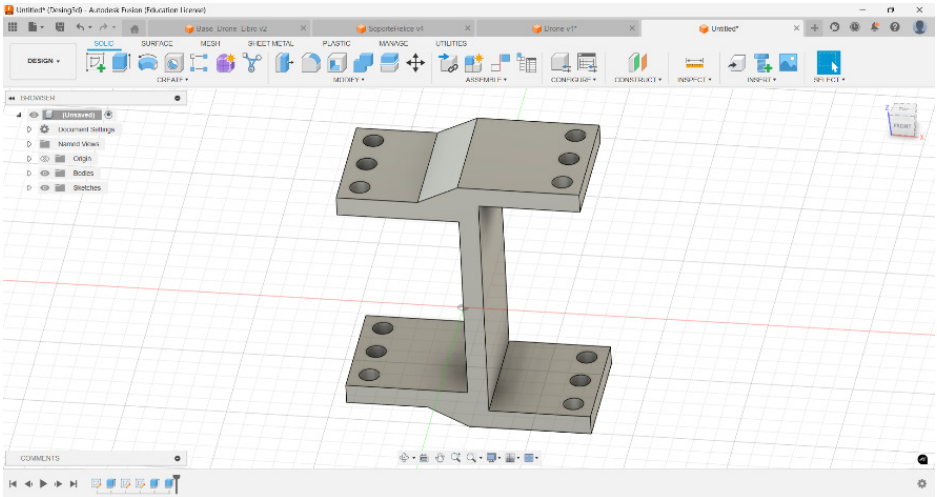 Untitled* (Desing3d) - Autodesk Fusion (Education License)
Base_Drone_Libro v2
SoporteHelice v1
Drone v1*
Untitled*
SOLID SURFACE MESH SHEET METAL PLASTIC MANAGE UTILITIES
DESIGN
CREATE MODIFY ASSEMBLE CONFIGURE CONSTRUCT INSPECT INSERT SELECT
BROWSER
(Unsaved)
Document Settings
Named Views
Origin
Bodies
Sketches
FRONT
Z
X
COMMENTS